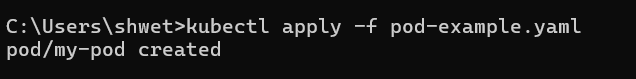 C:\Users\shwet>kubectl apply -f pod-example.yaml
pod/my-pod created